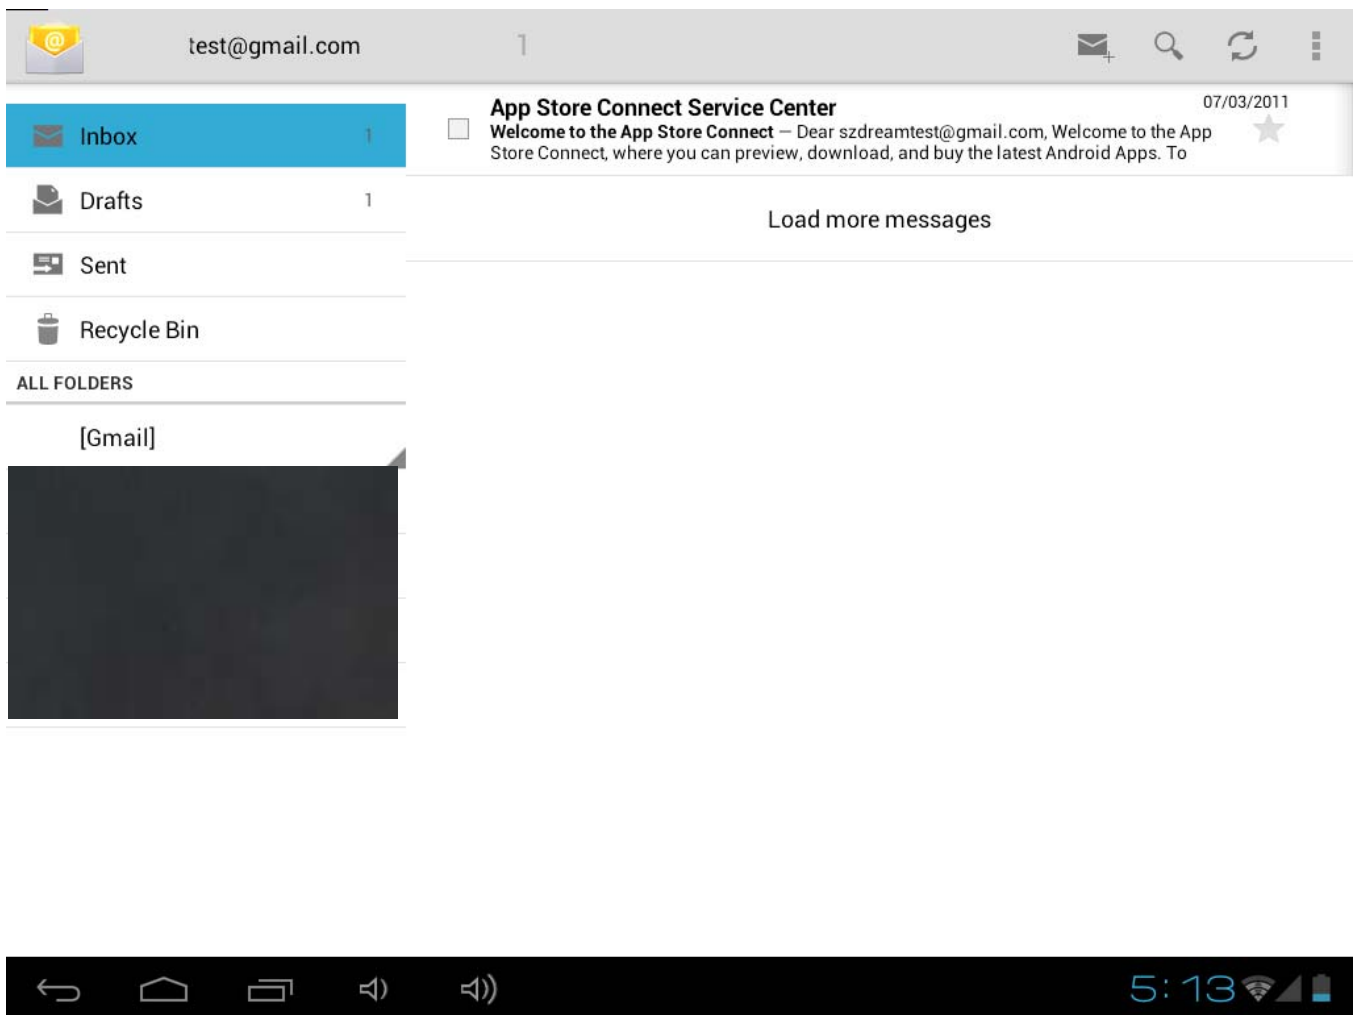 test@gmail.com 1
Inbox 1
Drafts 1
Sent
Recycle Bin
ALL FOLDERS
[Gmail]
App Store Connect Service Center 07/03/2011
Welcome to the App Store Connect — Dear szdreamtest@gmail.com, Welcome to the App
Store Connect, where you can preview, download, and buy the latest Android Apps. To
Load more messages
5:13